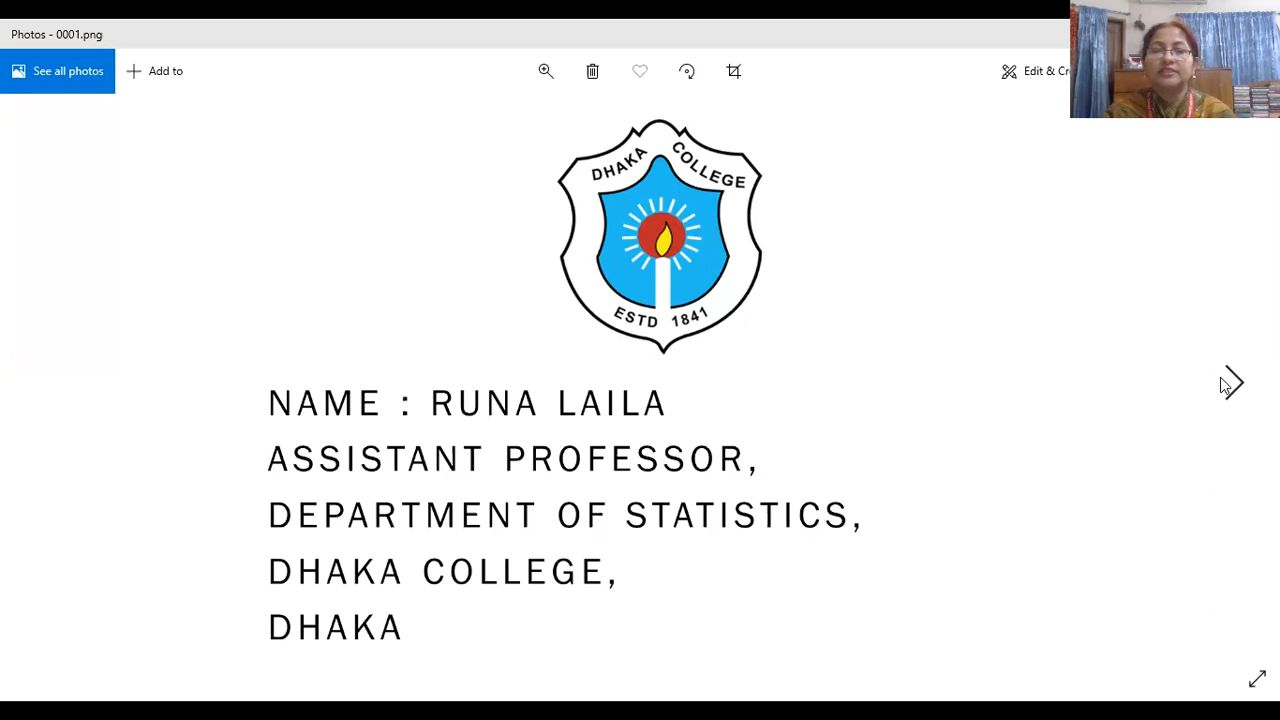 Photos - 0001.png
See all photos
Add to
Edit & Cr
DHAKA COLLEGE
ESTD 1841
NAME : RUNA LAILA
ASSISTANT PROFESSOR,
DEPARTMENT OF STATISTICS,
DHAKA COLLEGE,
DHAKA